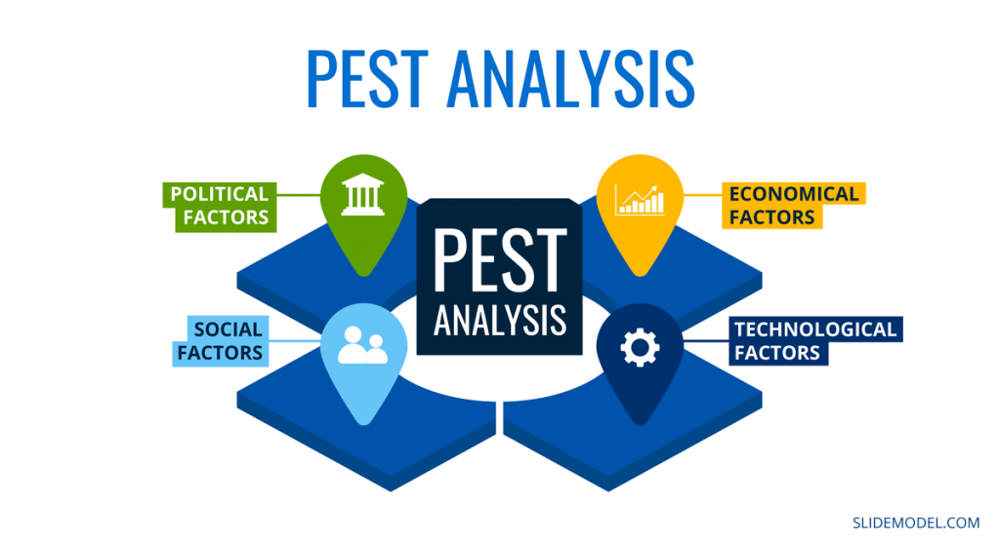 PEST ANALYSIS
POLITICAL
FACTORS
ECONOMICAL
FACTORS
PEST
ANALYSIS
SOCIAL
FACTORS
TECHNOLOGICAL
FACTORS
SLIDEMODEL.COM